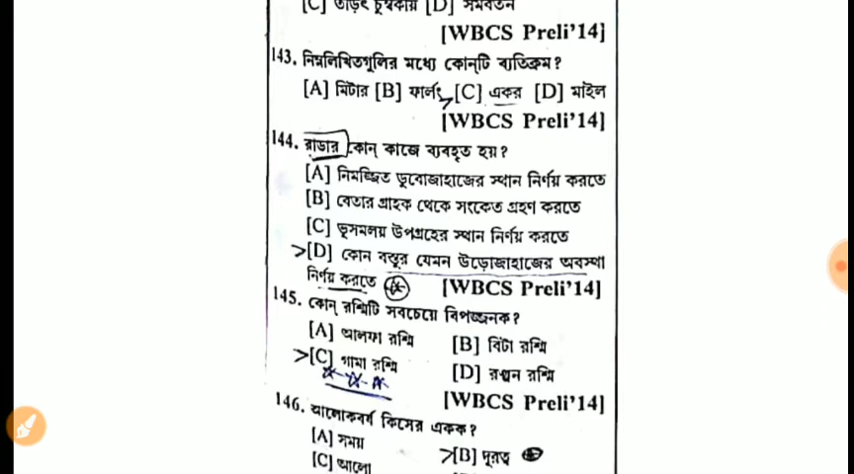 [C] তাড়িৎ চুম্বকীয় [D] সমবর্তন
[WBCS Preli’14]
143. নিম্নলিখিতগুলির মধ্যে কোন্‌টি ব্যতিক্রম?
[A] মিটার [B] ফার্লং [C] একর [D] মাইল
[WBCS Preli’14]
144. রাডার কোন্ কাজে ব্যবহৃত হয়?
[A] নিমজ্জিত ডুবোজাহাজের স্থান নির্ণয় করতে
[B] বেতার গ্রাহক থেকে সংকেত গ্রহণ করতে
[C] ভূসমলয় উপগ্রহের স্থান নির্ণয় করতে
[D] কোন বস্তুর যেমন উড়োজাহাজের অবস্থা
নির্ণয় করতে [WBCS Preli’14]
145. কোন্ রশ্মিটি সবচেয়ে বিপজ্জনক?
[A] আলফা রশ্মি [B] বিটা রশ্মি
[C] গামা রশ্মি [D] রঞ্জন রশ্মি
[WBCS Preli’14]
146. আলোকবর্ষ কিসের একক?
[A] সময় [B] দূরত্ব
[C] আলো